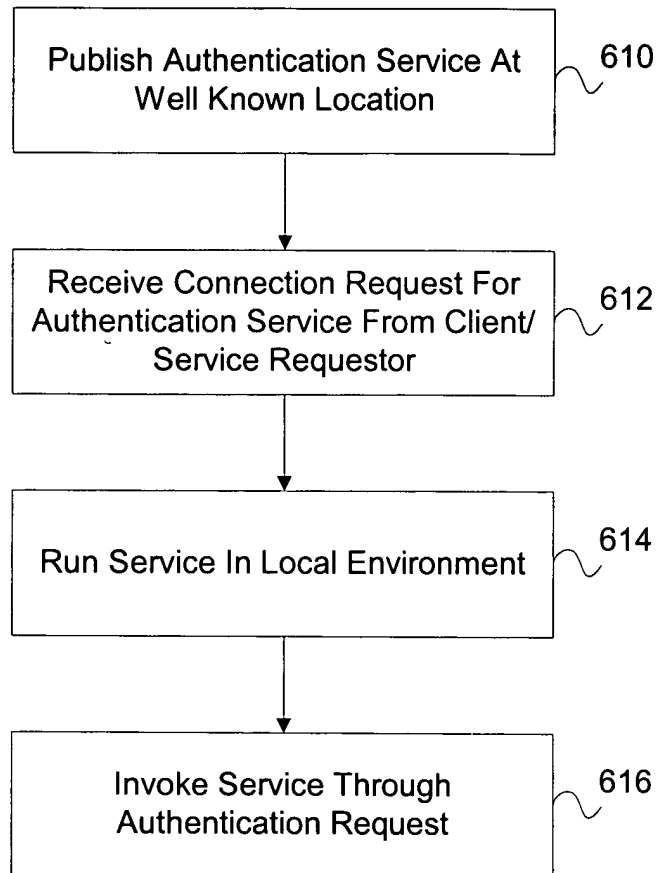 Publish Authentication Service At
Well Known Location
610
Receive Connection Request For
Authentication Service From Client/
Service Requestor
612
Run Service In Local Environment
614
Invoke Service Through
Authentication Request
616